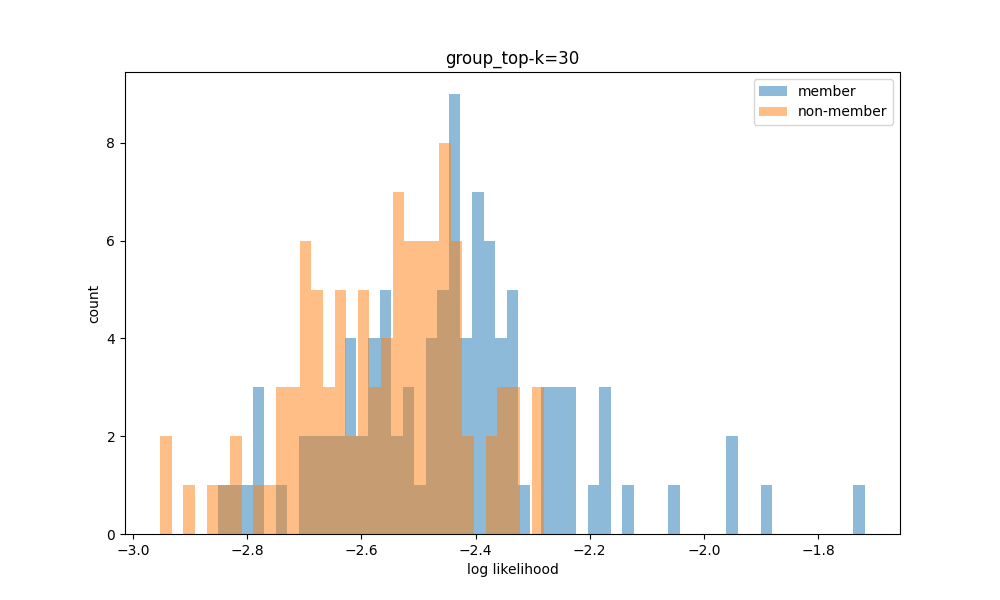 group_top-k=30
member
non-member
8
6
4
2
0
count
−3.0 −2.8 −2.6 −2.4 −2.2 −2.0 −1.8
log likelihood